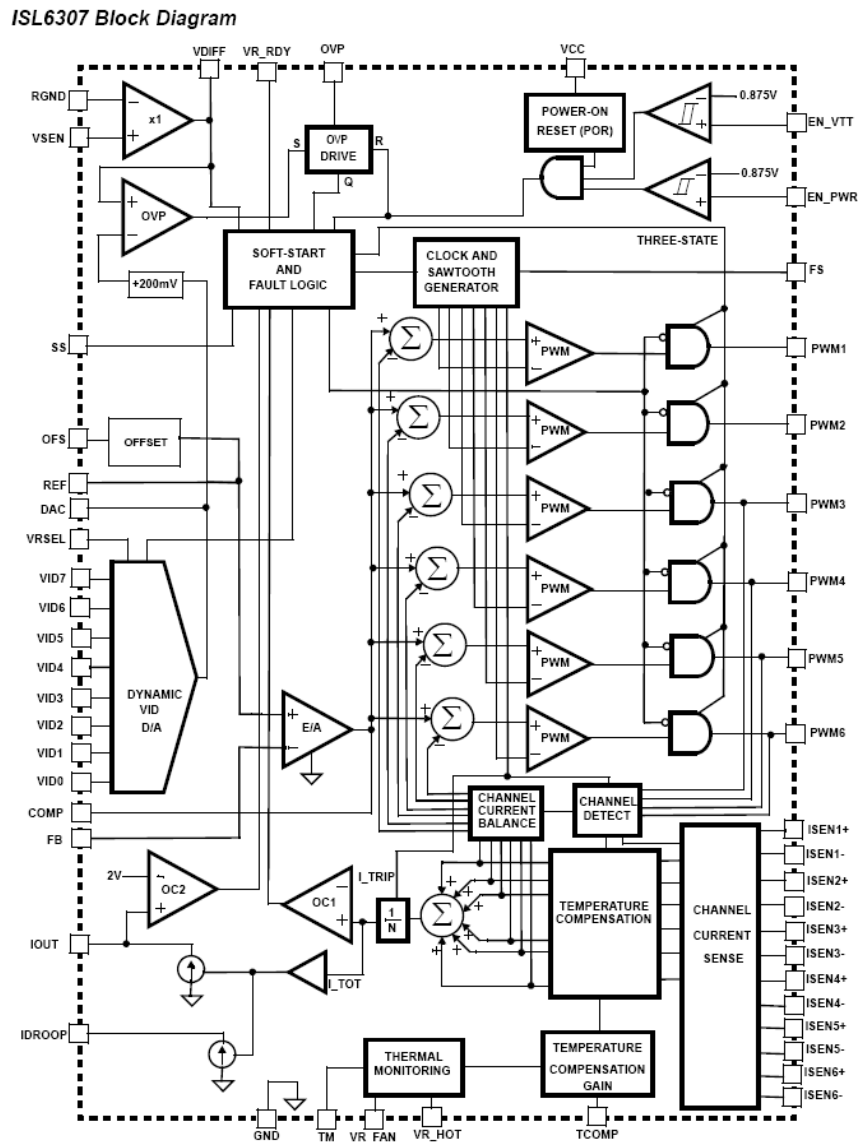 ISL6307 Block Diagram
VDIFF VR_RDY OVP VCC
RGND
VSEN
−
x1
+
S
OVP
DRIVE
R
Q
POWER-ON
RESET (POR)
−
0.875V
+
EN_VTT
−
0.875V
+
EN_PWR
+
OVP
−
+200mV
SOFT-START
AND
FAULT LOGIC
CLOCK AND
SAWTOOTH
GENERATOR
THREE-STATE
FS
SS
+
Σ
−
+
PWM
−
PWM1
+
Σ
−
+
PWM
−
PWM2
OFS
OFFSET
REF
DAC
+
Σ
−
+
PWM
−
PWM3
VRSEL
VID7
VID6
VID5
VID4
VID3
VID2
VID1
VID0
DYNAMIC
VID
D/A
+
Σ
−
+
PWM
−
PWM4
+
Σ
−
+
PWM
−
PWM5
+
E/A
−
+
Σ
−
+
PWM
−
PWM6
COMP
FB
CHANNEL
CURRENT
BALANCE
CHANNEL
DETECT
2V
−
OC2
+
I_TRIP
−
OC1
+
1
N
Σ
+
+
+
+
+
+
TEMPERATURE
COMPENSATION
CHANNEL
CURRENT
SENSE
ISEN1+
ISEN1-
ISEN2+
ISEN2-
ISEN3+
ISEN3-
ISEN4+
ISEN4-
ISEN5+
ISEN5-
ISEN6+
ISEN6-
IOUT
I_TOT
IDROOP
THERMAL
MONITORING
TEMPERATURE
COMPENSATION
GAIN
GND TM VR_FAN VR_HOT TCOMP